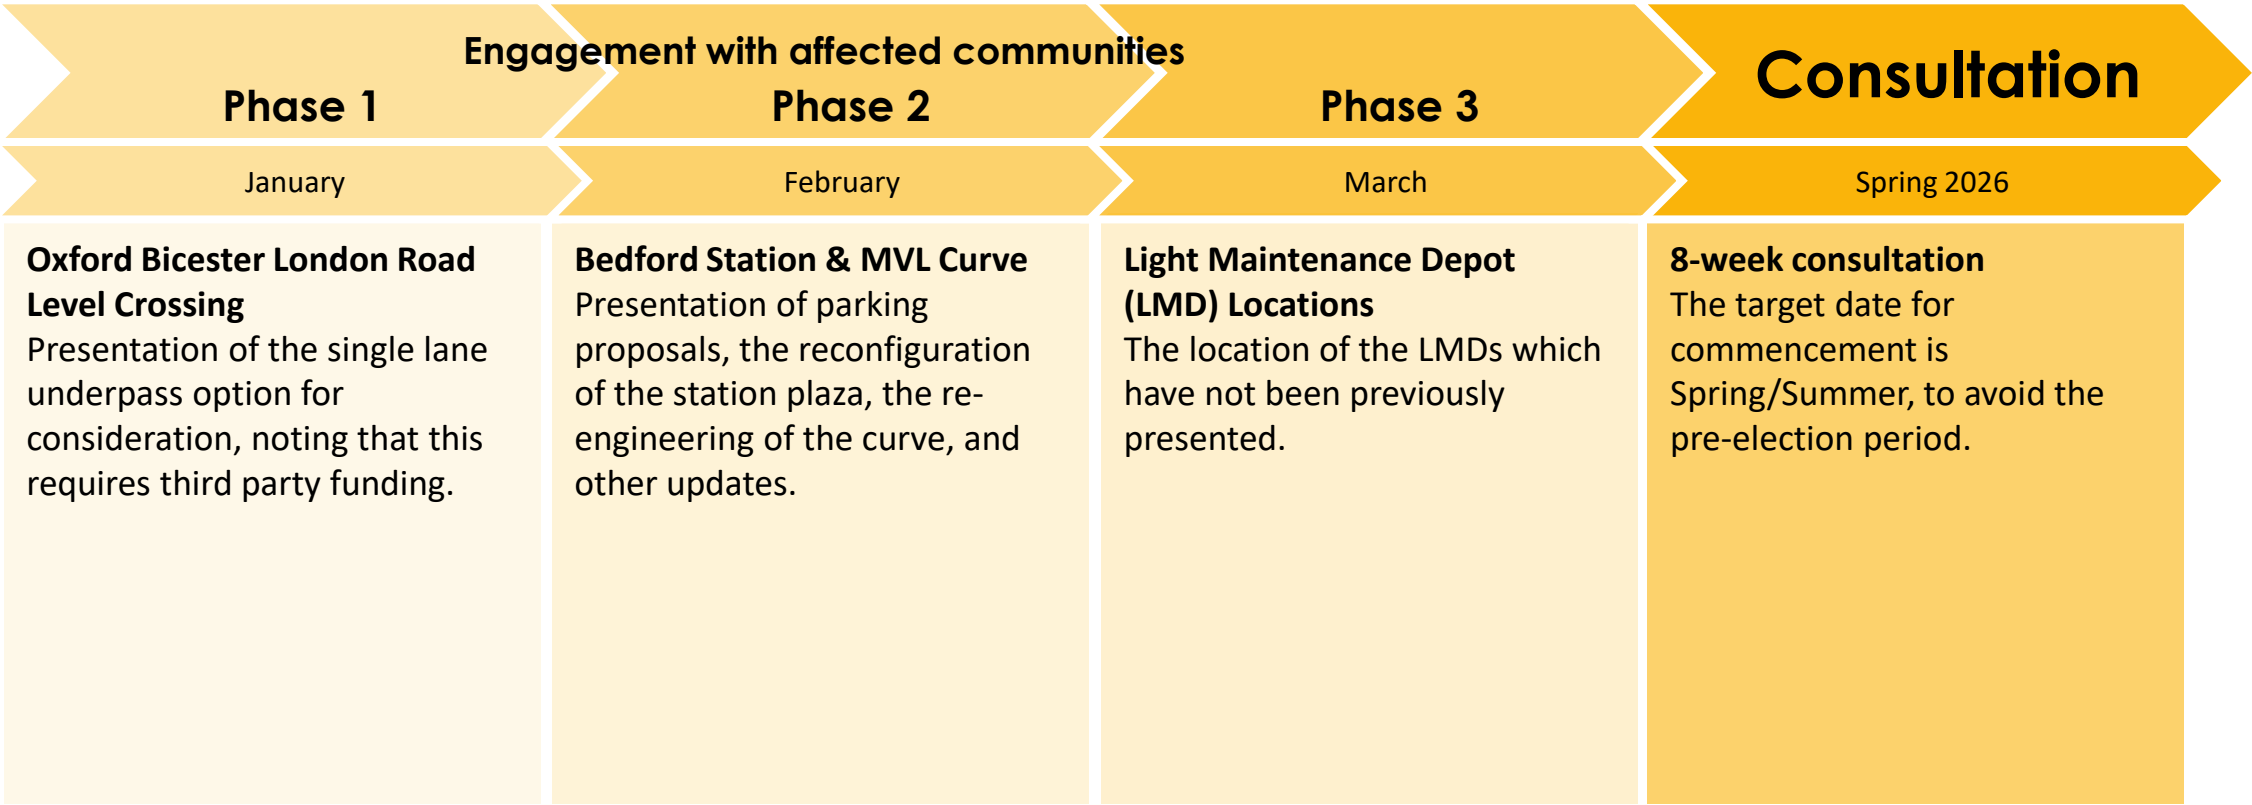 Engagement with affected communities
Phase 1
Phase 2
Phase 3
Consultation
January
February
March
Spring 2026
Oxford Bicester London Road
Level Crossing
Presentation of the single lane
underpass option for
consideration, noting that this
requires third party funding.
Bedford Station & MVL Curve
Presentation of parking
proposals, the reconfiguration
of the station plaza, the re-
engineering of the curve, and
other updates.
Light Maintenance Depot
(LMD) Locations
The location of the LMDs which
have not been previously
presented.
8-week consultation
The target date for
commencement is
Spring/Summer, to avoid the
pre-election period.